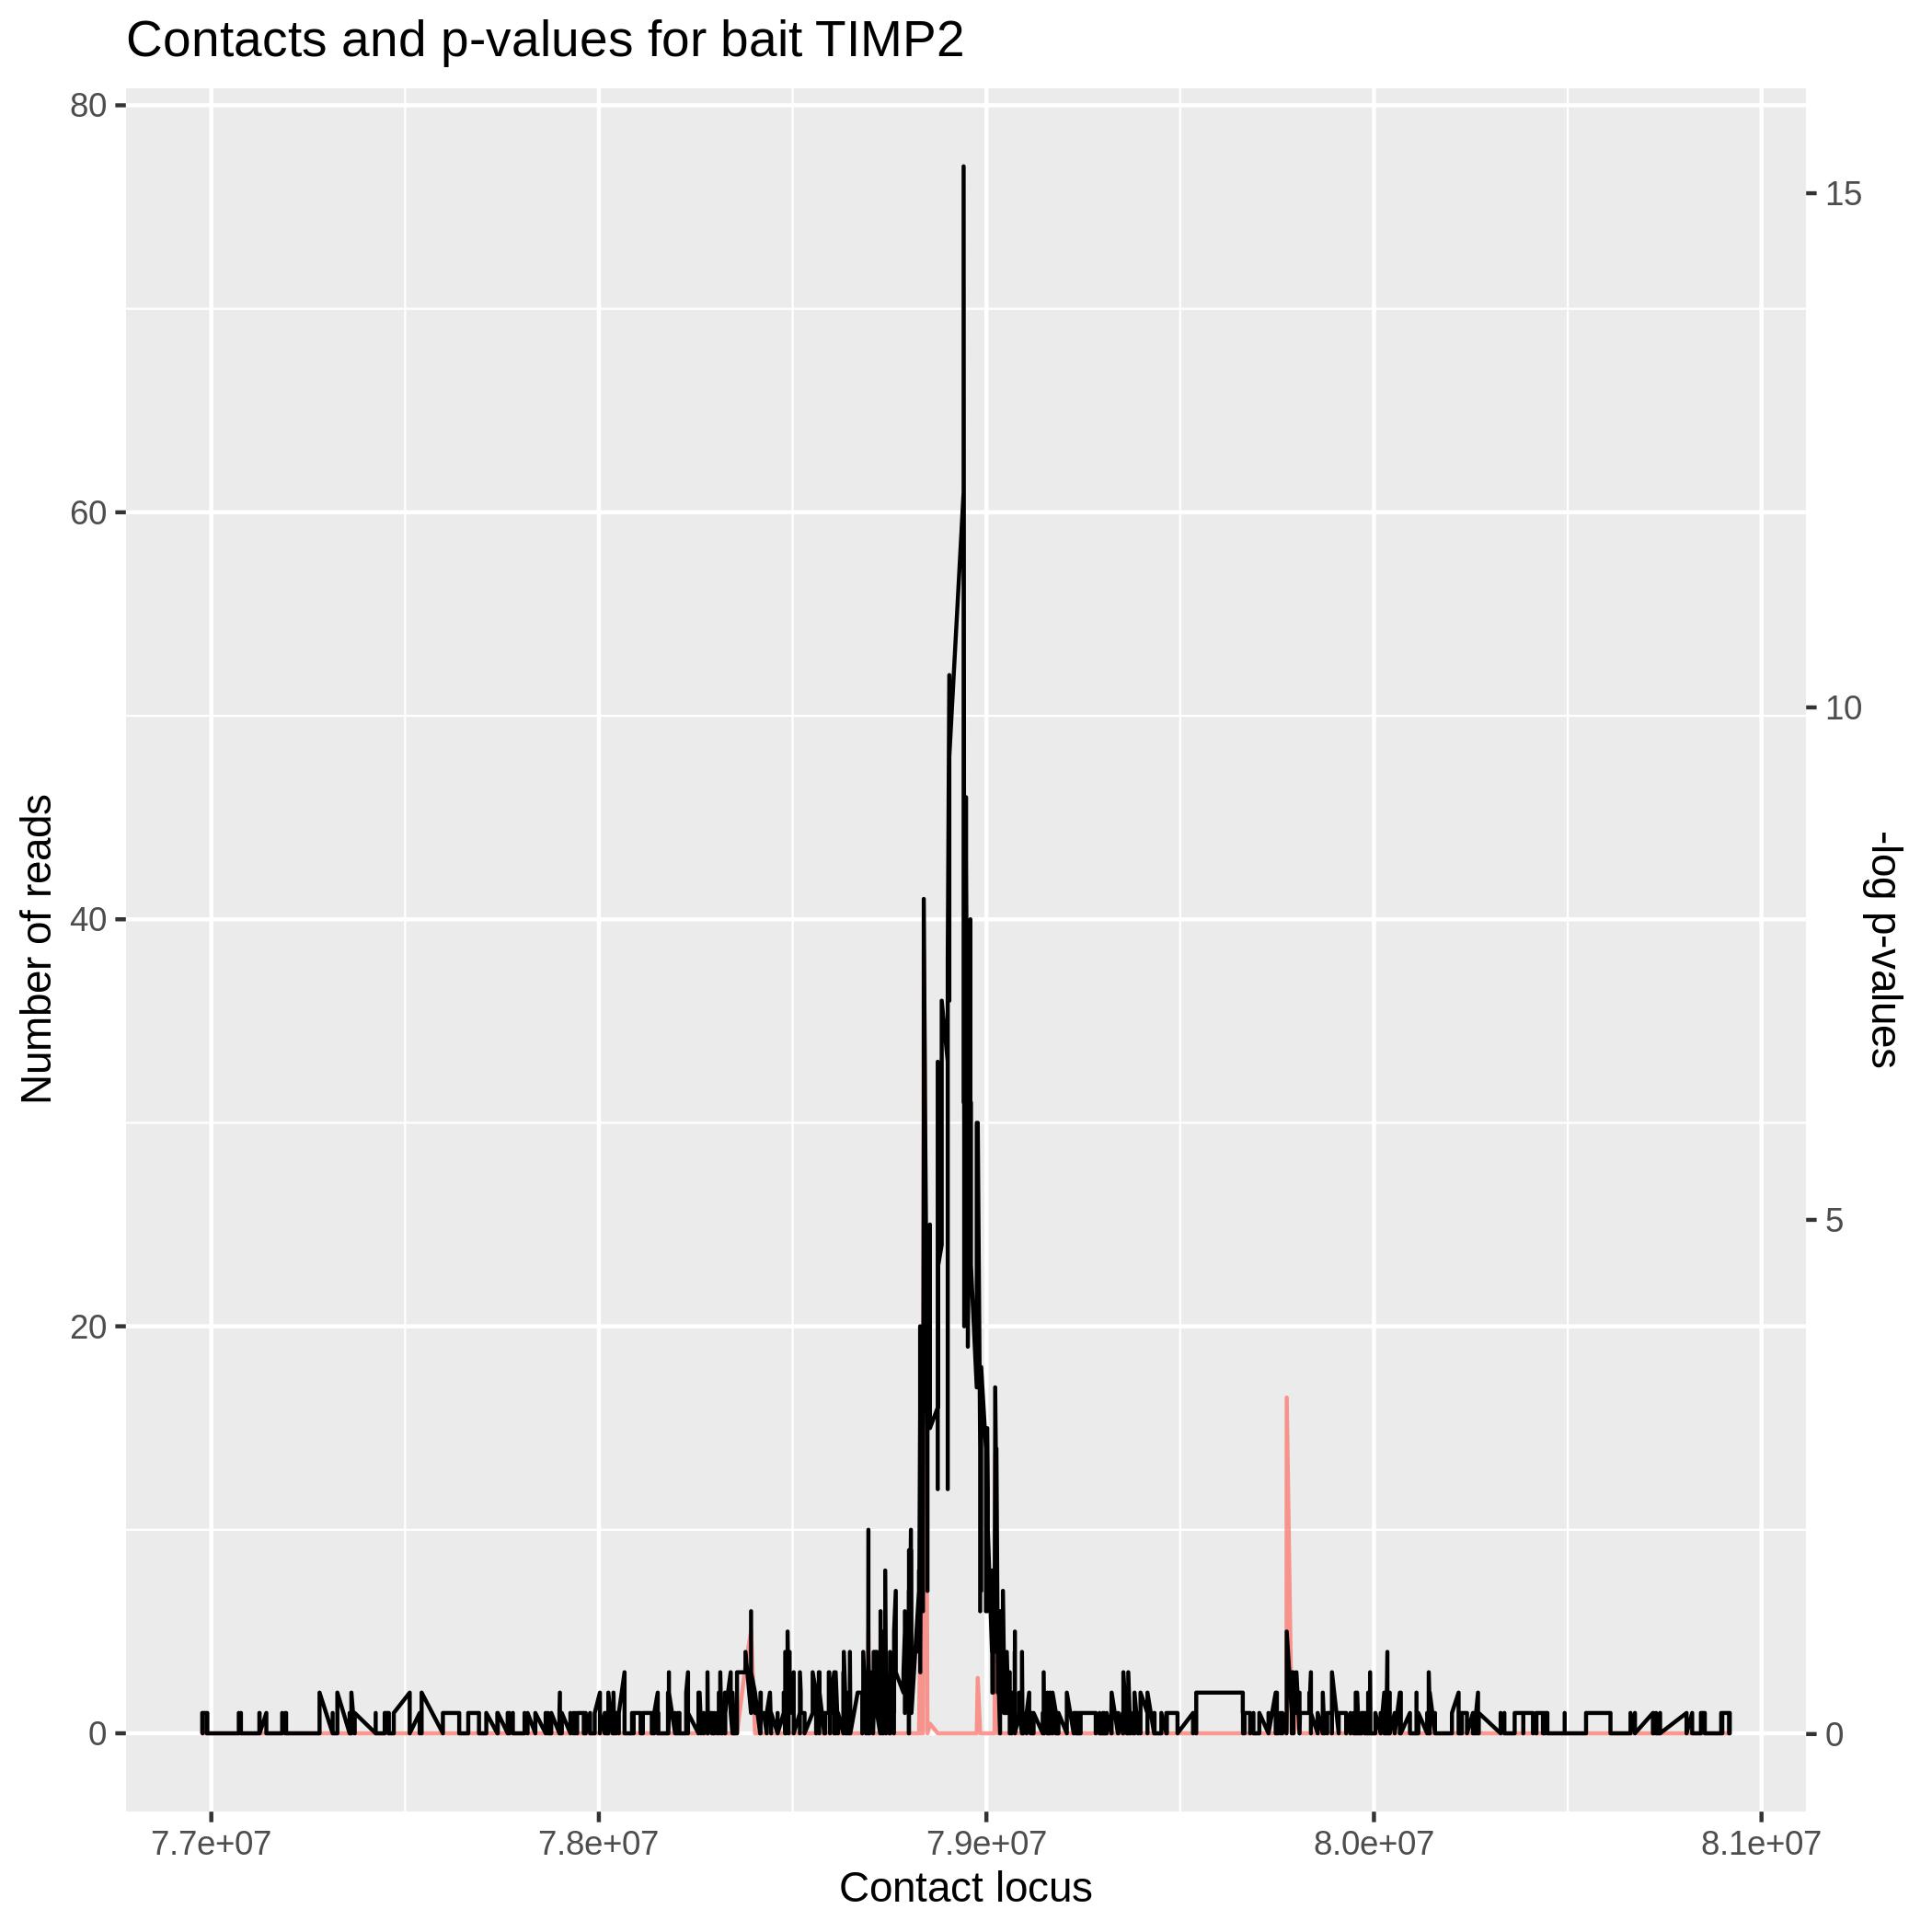 Contacts and p-values for bait TIMP2
80
60
40
20
0
Number of reads
15
10
5
0
-log p-values
7.7e+07
7.8e+07
7.9e+07
8.0e+07
8.1e+07
Contact locus